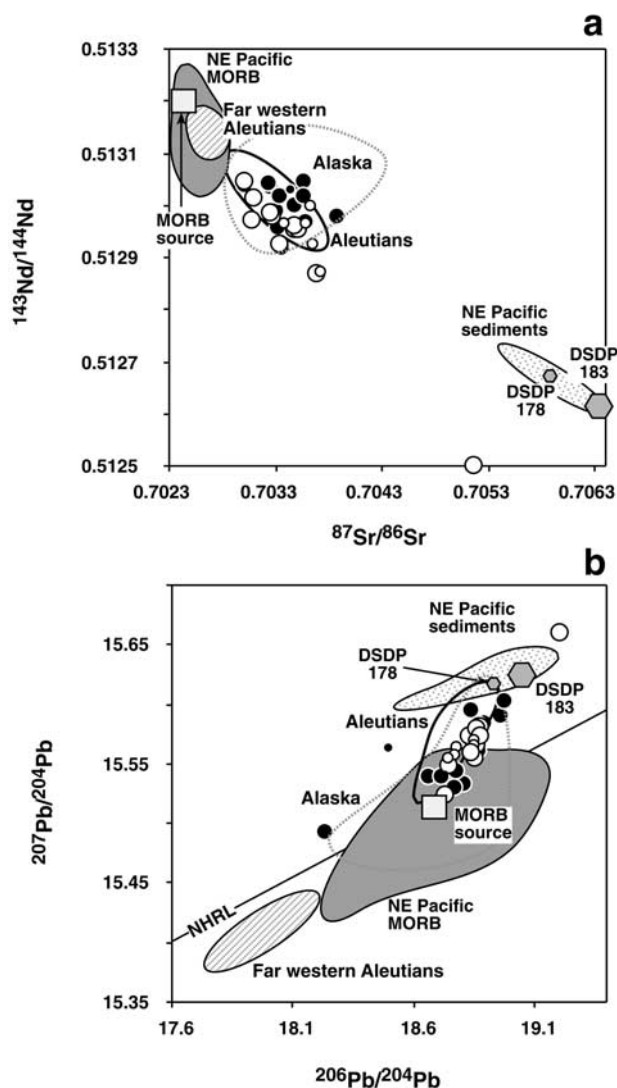 a
0.5133
NE Pacific
MORB
Far western
Aleutians
0.5131
Alaska
MORB
source
Aleutians
0.5129
143Nd/144Nd
NE Pacific
sediments
DSDP
183
0.5127
DSDP
178
0.5125
0.7023
0.7033
0.7043
0.7053
0.7063
87Sr/86Sr
b
NE Pacific
sediments
15.65
DSDP
178
DSDP
183
Aleutians
15.55
Alaska
MORB
source
207Pb/204Pb
15.45
NHRL
NE Pacific
MORB
Far western Aleutians
15.35
17.6
18.1
18.6
19.1
206Pb/204Pb